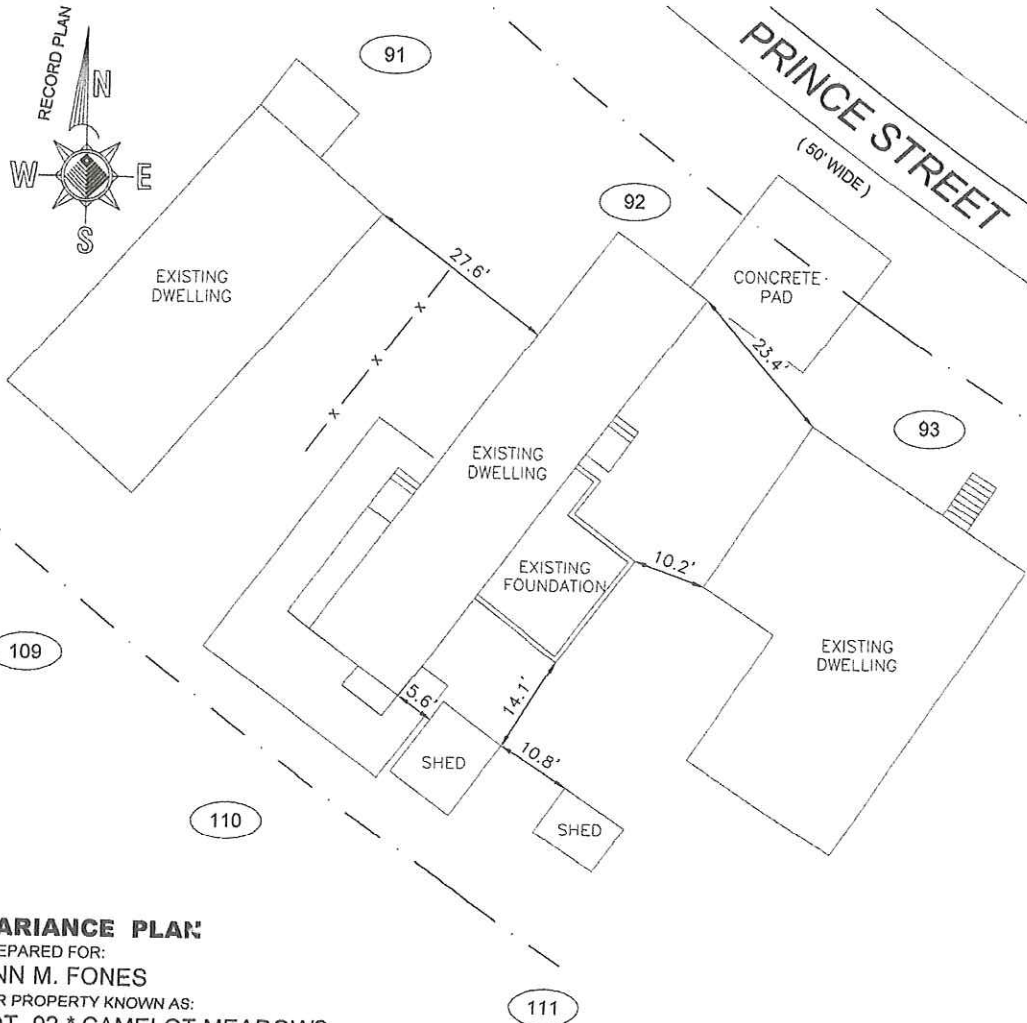 RECORD PLAN
N
W
E
S
91
PRINCE STREET
( 50' WIDE )
92
EXISTING
DWELLING
27.6'
CONCRETE
PAD
23.4'
93
EXISTING
DWELLING
EXISTING
FOUNDATION
10.2'
EXISTING
DWELLING
109
5.6'
14.1'
SHED
10.8'
SHED
110
ARIANCE PLAN
EPARED FOR:
NN M. FONES
R PROPERTY KNOWN AS:
111